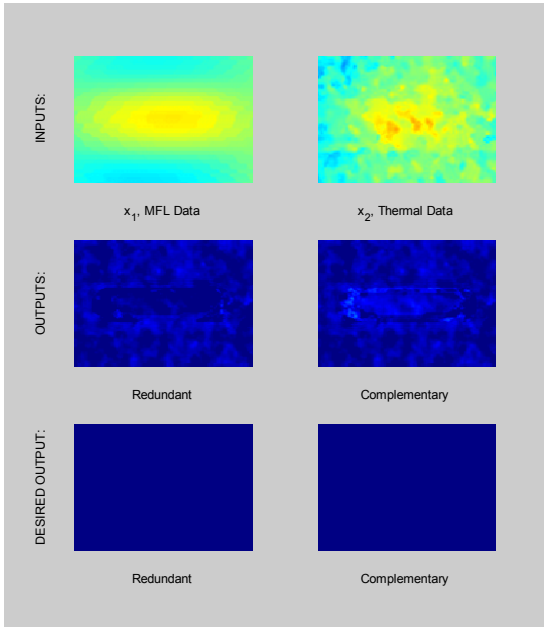 INPUTS:
x1, MFL Data
x2, Thermal Data
OUTPUTS:
Redundant
Complementary
DESIRED OUTPUT:
Redundant
Complementary